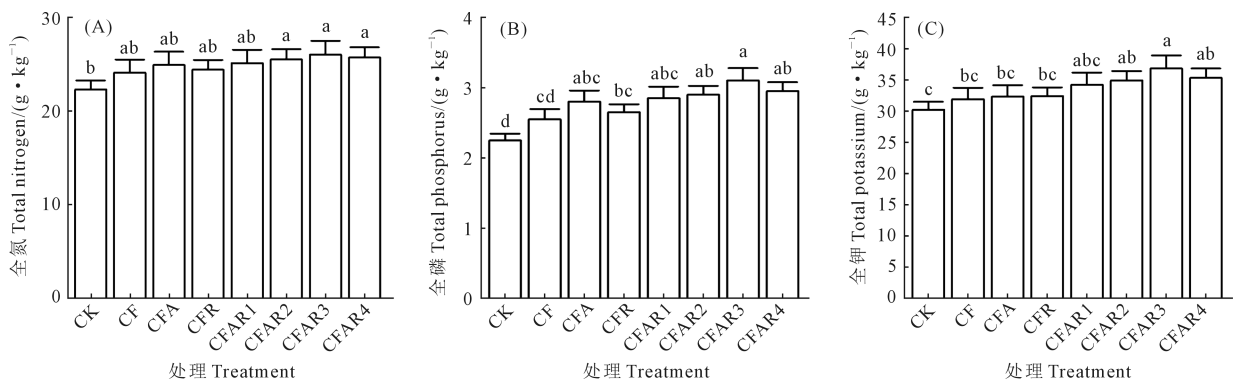 (A)
全氮 Total nitrogen/(g·kg⁻¹)
30
20
10
0
b
ab
ab
ab
ab
a
a
a
CK
CF
CFA
CFR
CFAR1
CFAR2
CFAR3
CFAR4
处理 Treatment
(B)
全磷 Total phosphorus/(g·kg⁻¹)
4
3
2
1
0
d
cd
abc
bc
abc
ab
a
ab
CK
CF
CFA
CFR
CFAR1
CFAR2
CFAR3
CFAR4
处理 Treatment
(C)
全钾 Total potassium/(g·kg⁻¹)
45
40
35
30
25
20
15
10
5
0
c
bc
bc
bc
abc
ab
a
ab
CK
CF
CFA
CFR
CFAR1
CFAR2
CFAR3
CFAR4
处理 Treatment